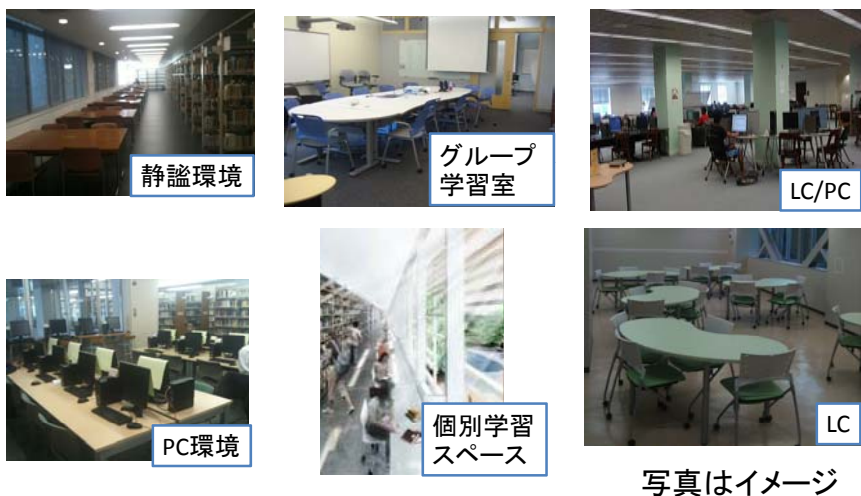 静謐環境
グループ
学習室
LC/PC
PC環境
個別学習
スペース
LC
写真はイメージ